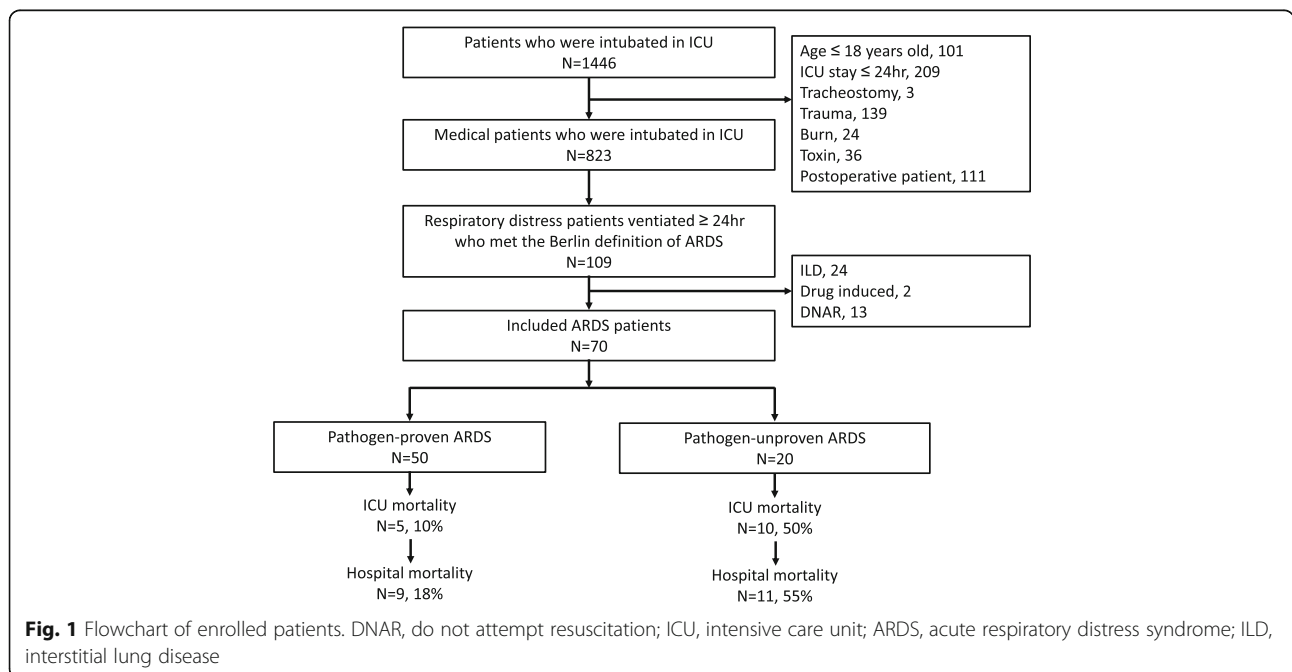 Patients who were intubated in ICU
N=1446
Age ≤ 18 years old, 101
ICU stay ≤ 24hr, 209
Tracheostomy, 3
Trauma, 139
Burn, 24
Toxin, 36
Postoperative patient, 111
Medical patients who were intubated in ICU
N=823
Respiratory distress patients ventiated ≥ 24hr
who met the Berlin definition of ARDS
N=109
ILD, 24
Drug induced, 2
DNAR, 13
Included ARDS patients
N=70
Pathogen-proven ARDS
N=50
Pathogen-unproven ARDS
N=20
ICU mortality
N=5, 10%
ICU mortality
N=10, 50%
Hospital mortality
N=9, 18%
Hospital mortality
N=11, 55%
Fig. 1 Flowchart of enrolled patients. DNAR, do not attempt resuscitation; ICU, intensive care unit; ARDS, acute respiratory distress syndrome; ILD,
interstitial lung disease